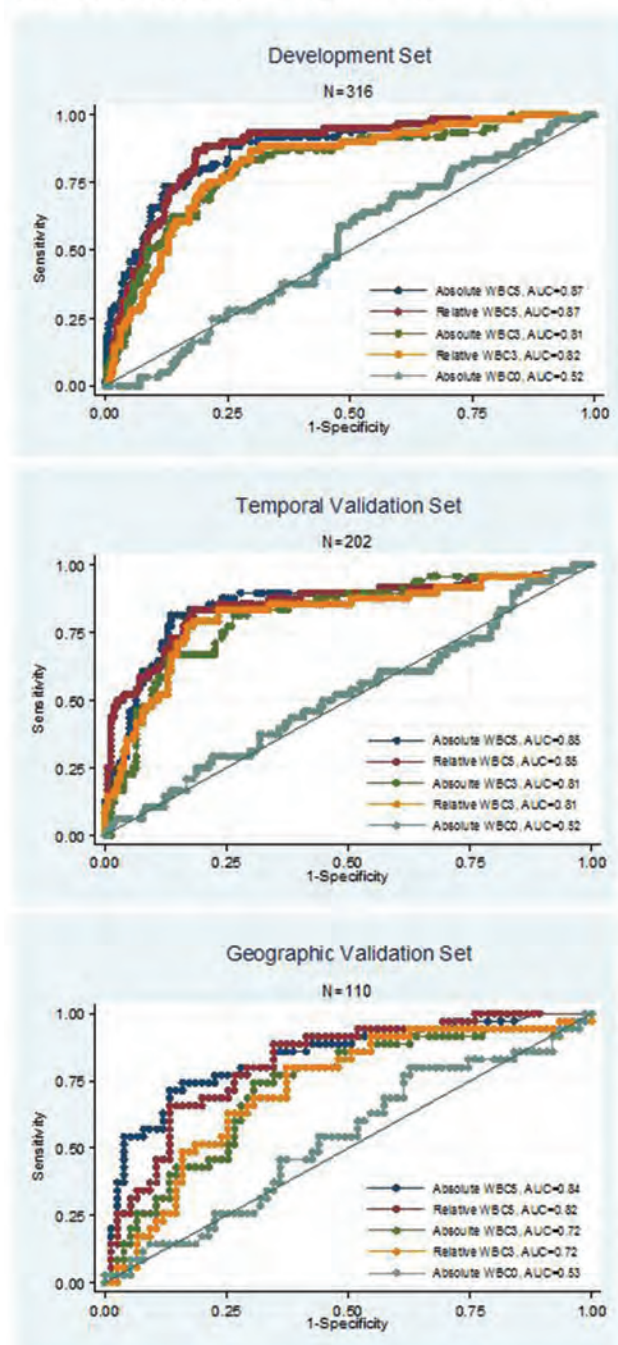 Development Set
N=316
1.00
0.75
0.50
0.25
0.00
Sensitivity
Absolute WBC5, AUC=0.87
Relative WBC5, AUC=0.87
Absoulte WBC3, AUC=0.81
Relative WBC3, AUC=0.82
Absolute WBC0, AUC=0.52
0.00 0.25 0.50 0.75 1.00
1-Specificity
Temporal Validation Set
N=202
1.00
0.75
0.50
0.25
0.00
Sensitivity
Absolute WBC5, AUC=0.85
Relative WBC5, AUC=0.85
Absoulte WBC3, AUC=0.81
Relative WBC3, AUC=0.81
Absolute WBC0, AUC=0.52
0.00 0.25 0.50 0.75 1.00
1-Specificity
Geographic Validation Set
N=110
1.00
0.75
0.50
0.25
0.00
Sensitivity
Absolute WBC5, AUC=0.84
Relative WBC5, AUC=0.82
Absoulte WBC3, AUC=0.72
Relative WBC3, AUC=0.72
Absolute WBC0, AUC=0.53
0.00 0.25 0.50 0.75 1.00
1-Specificity